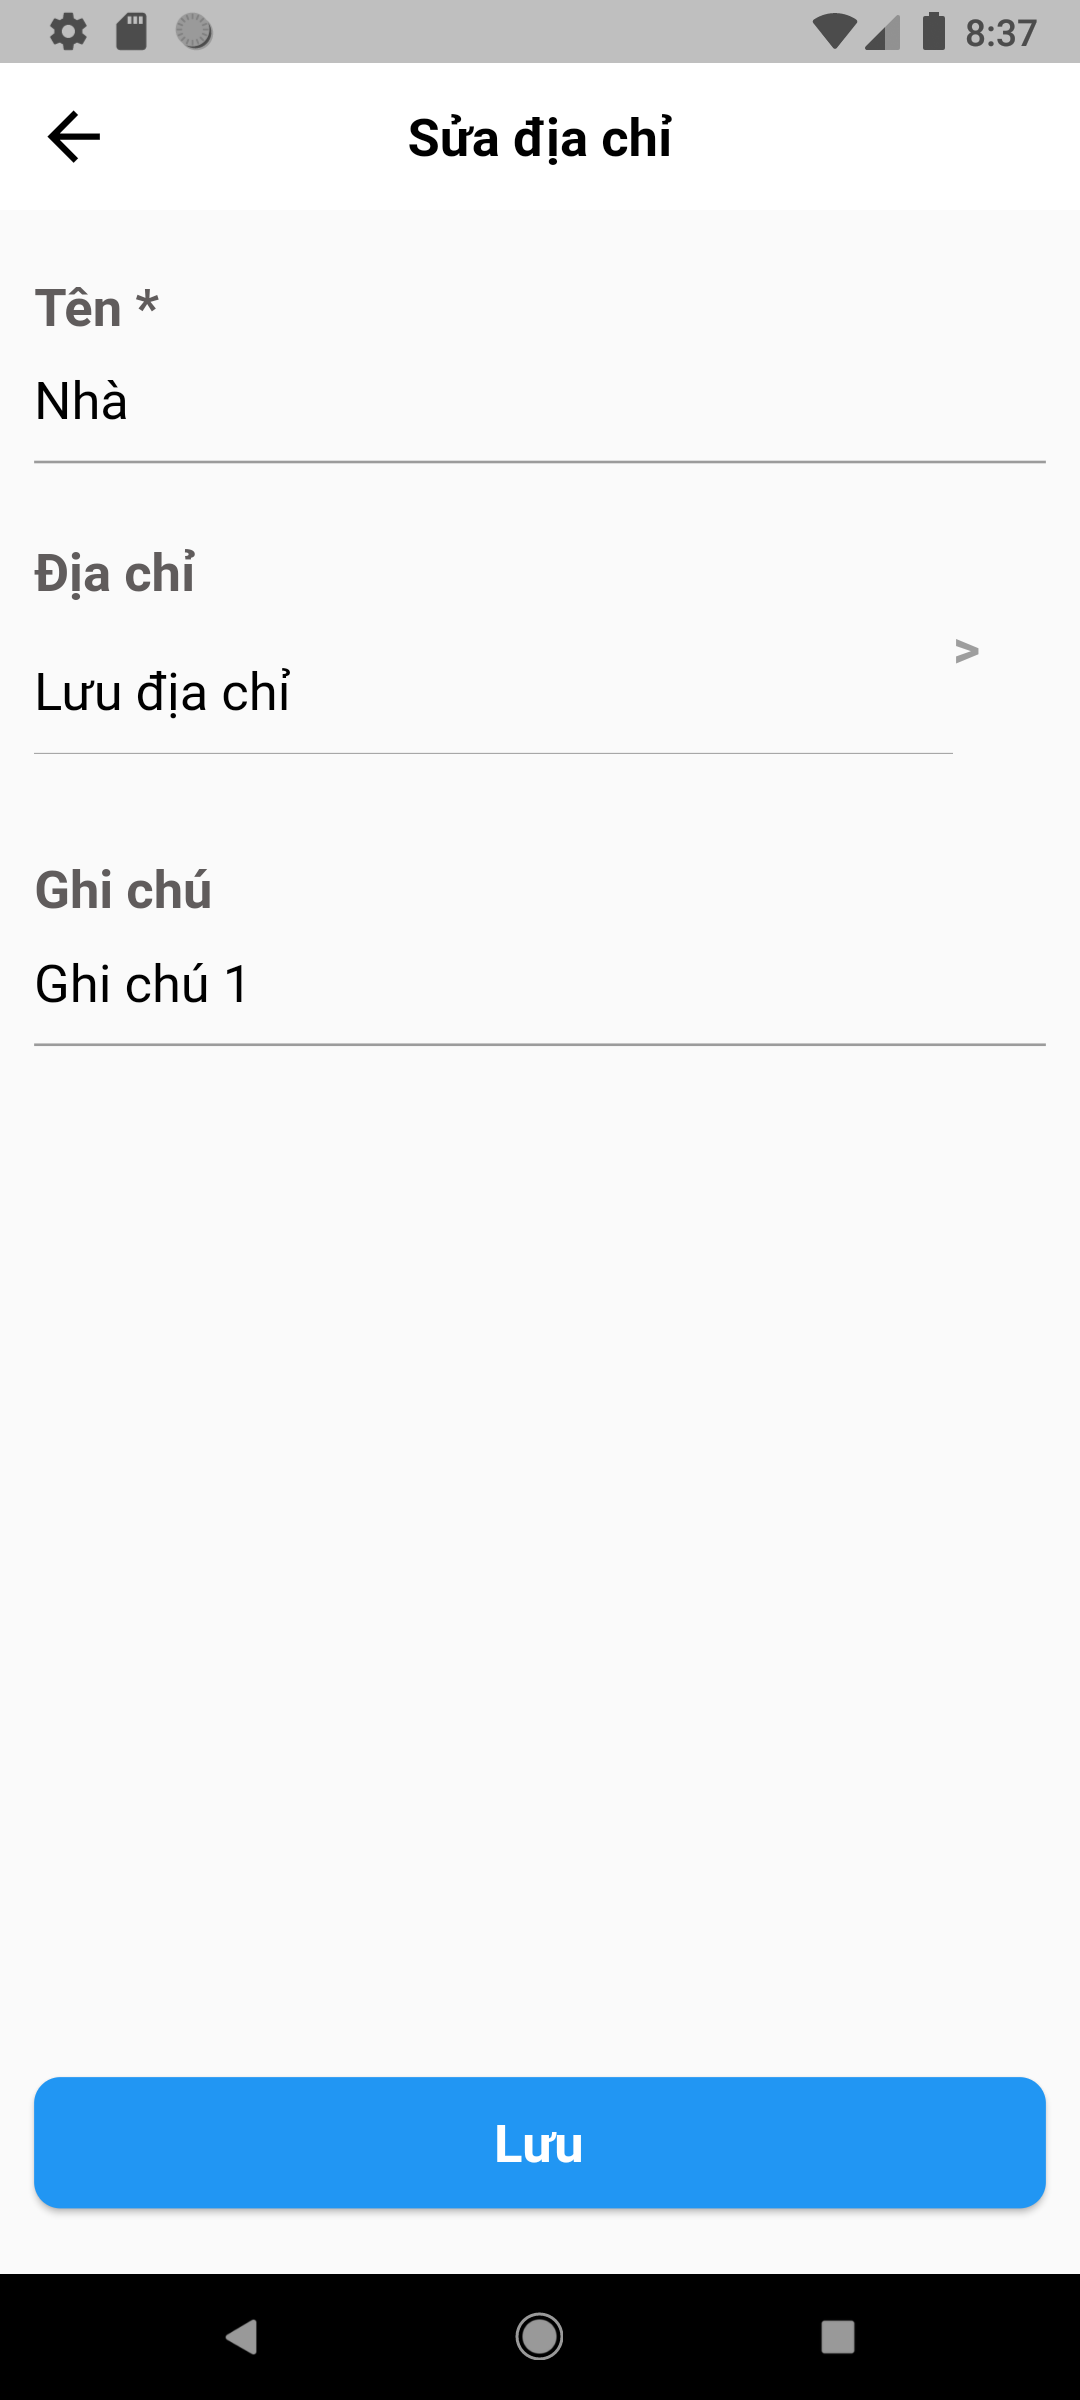 8:37
Sửa địa chỉ
Tên *
Nhà
Địa chỉ
>
Lưu địa chỉ
Ghi chú
Ghi chú 1
Lưu